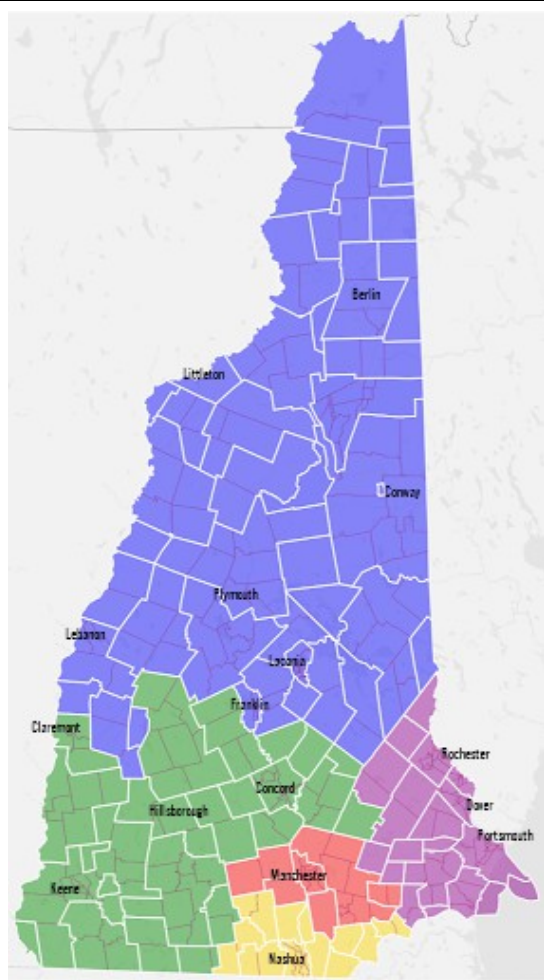 Berlin
Littleton
Conway
Plymouth
Lebanon
Laconia
Franklin
Claremont
Rochester
Concord
Dover
Hillsborough
Portsmouth
Manchester
Keene
Nashua